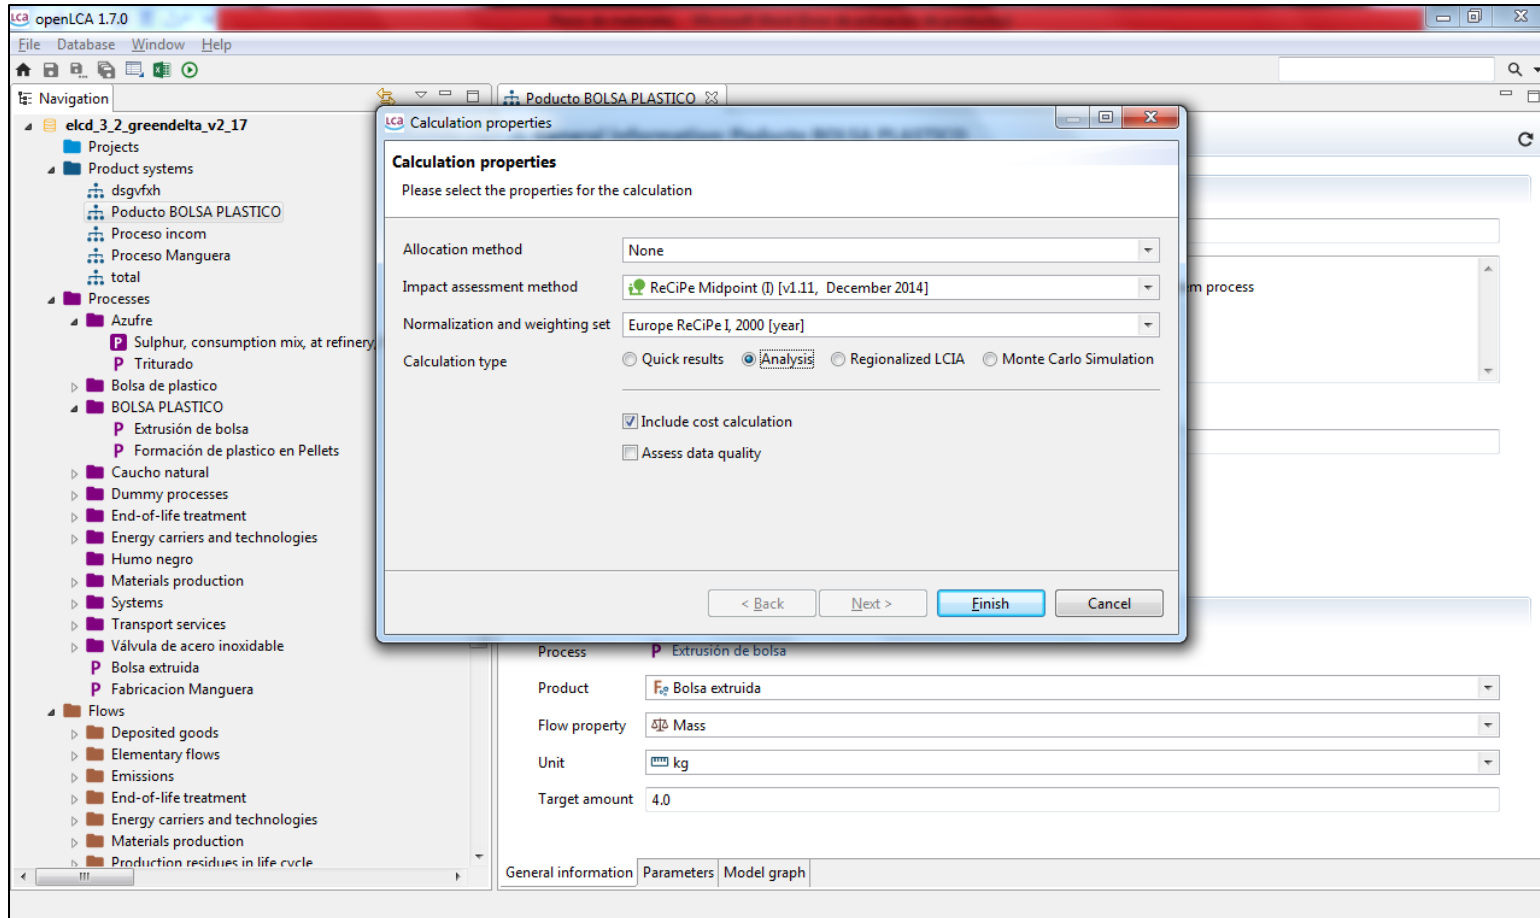 LCA openLCA 1.7.0
File Database Window Help
Navigation
Poducto BOLSA PLASTICO
elcd_3_2_greendelta_v2_17
Projects
Product systems
dsgvfxh
Poducto BOLSA PLASTICO
Proceso incom
Proceso Manguera
total
Processes
Azufre
P Sulphur, consumption mix, at refinery,
P Triturado
Bolsa de plastico
BOLSA PLASTICO
P Extrusión de bolsa
P Formación de plastico en Pellets
Caucho natural
Dummy processes
End-of-life treatment
Energy carriers and technologies
Humo negro
Materials production
Systems
Transport services
Válvula de acero inoxidable
P Bolsa extruida
P Fabricacion Manguera
Flows
Deposited goods
Elementary flows
Emissions
End-of-life treatment
Energy carriers and technologies
Materials production
Production residues in life cycle
LCA Calculation properties
Calculation properties
Please select the properties for the calculation
Allocation method None
Impact assessment method ReCiPe Midpoint (I) [v1.11, December 2014]
Normalization and weighting set Europe ReCiPe I, 2000 [year]
Calculation type Quick results Analysis Regionalized LCIA Monte Carlo Simulation
Include cost calculation
Assess data quality
< Back Next > Finish Cancel
m process
Process P Extrusión de bolsa
Product Bolsa extruida
Flow property Mass
Unit kg
Target amount 4.0
General information Parameters Model graph